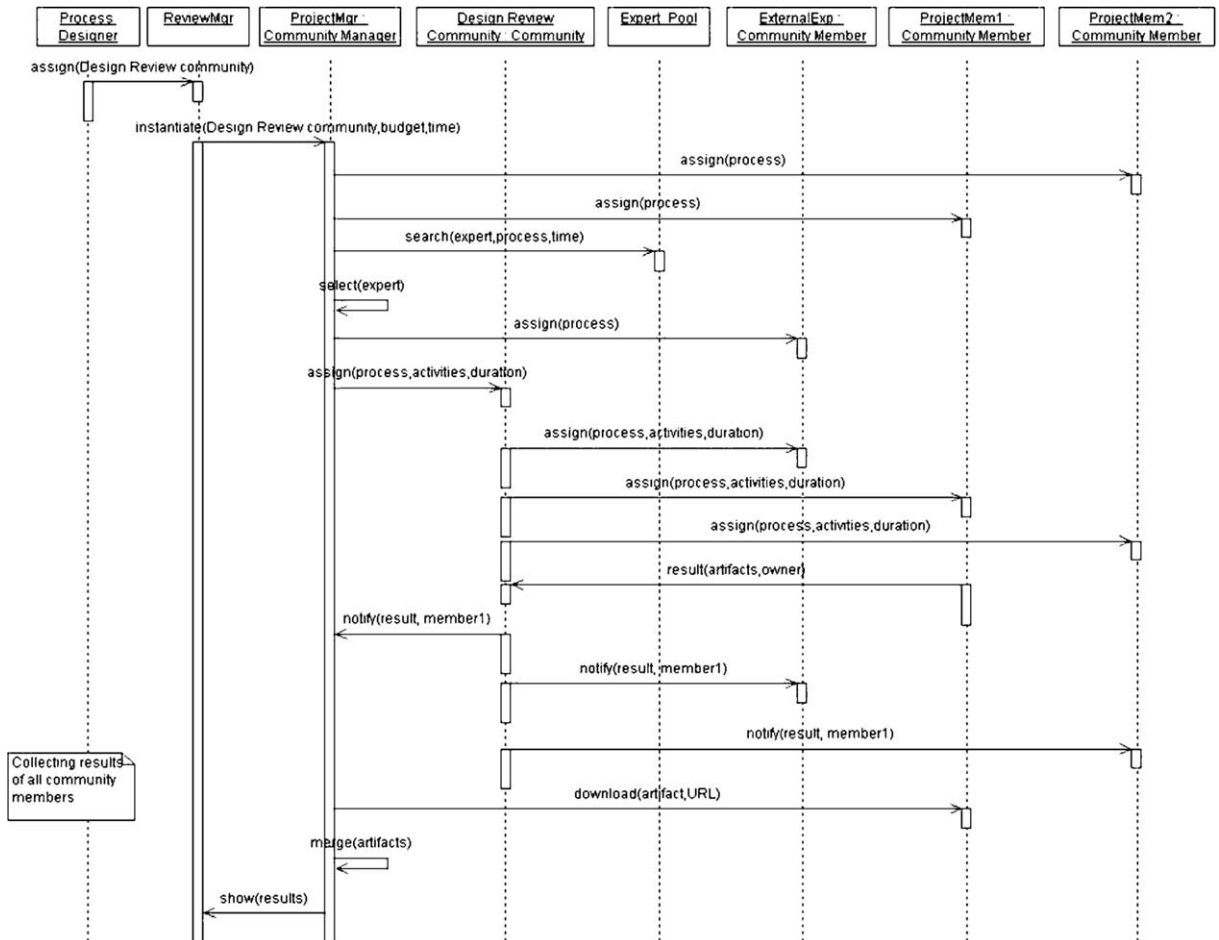 Process
Designer
ReviewMgr
ProjectMgr :
Community Manager
Design Review
Community : Community
Expert_Pool
ExternalExp :
Community Member
ProjectMem1 :
Community Member
ProjectMem2 :
Community Member
assign(Design Review community)
instantiate(Design Review community,budget,time)
assign(process)
assign(process)
search(expert,process,time)
select(expert)
assign(process)
assign(process,activities,duration)
assign(process,activities,duration)
assign(process,activities,duration)
assign(process,activities,duration)
result(artifacts,owner)
notify(result, member1)
notify(result, member1)
notify(result, member1)
Collecting results
of all community
members
download(artifact,URL)
merge(artifacts)
show(results)